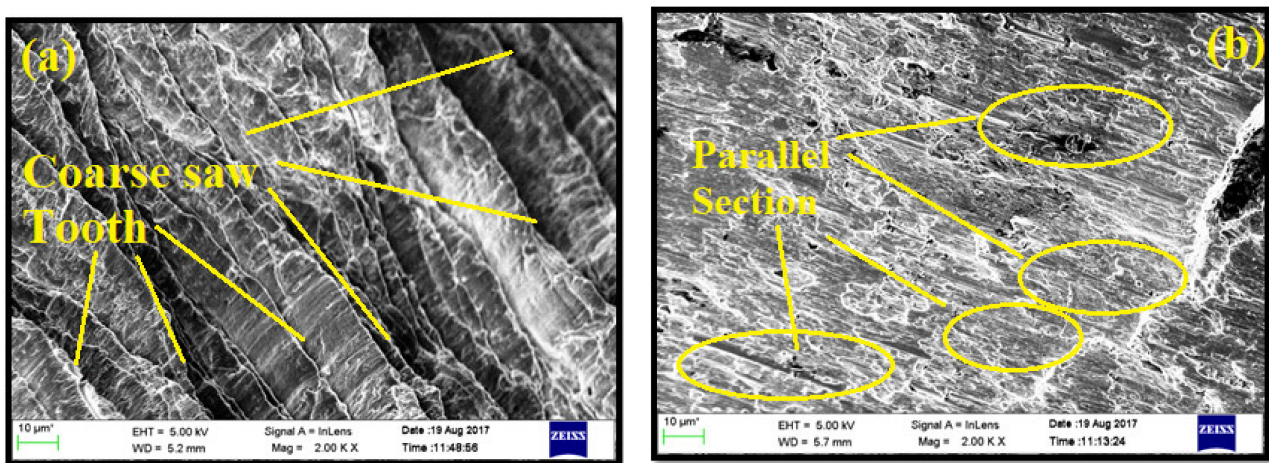 (a)
Coarse saw
Tooth
10 µm*
EHT = 5.00 kV
WD = 5.2 mm
Signal A = InLens
Mag = 2.00 K X
Date :19 Aug 2017
Time :11:48:56
ZEISS
(b)
Parallel
Section
10 µm*
EHT = 5.00 kV
WD = 5.7 mm
Signal A = InLens
Mag = 2.00 K X
Date :19 Aug 2017
Time :11:13:24
ZEISS